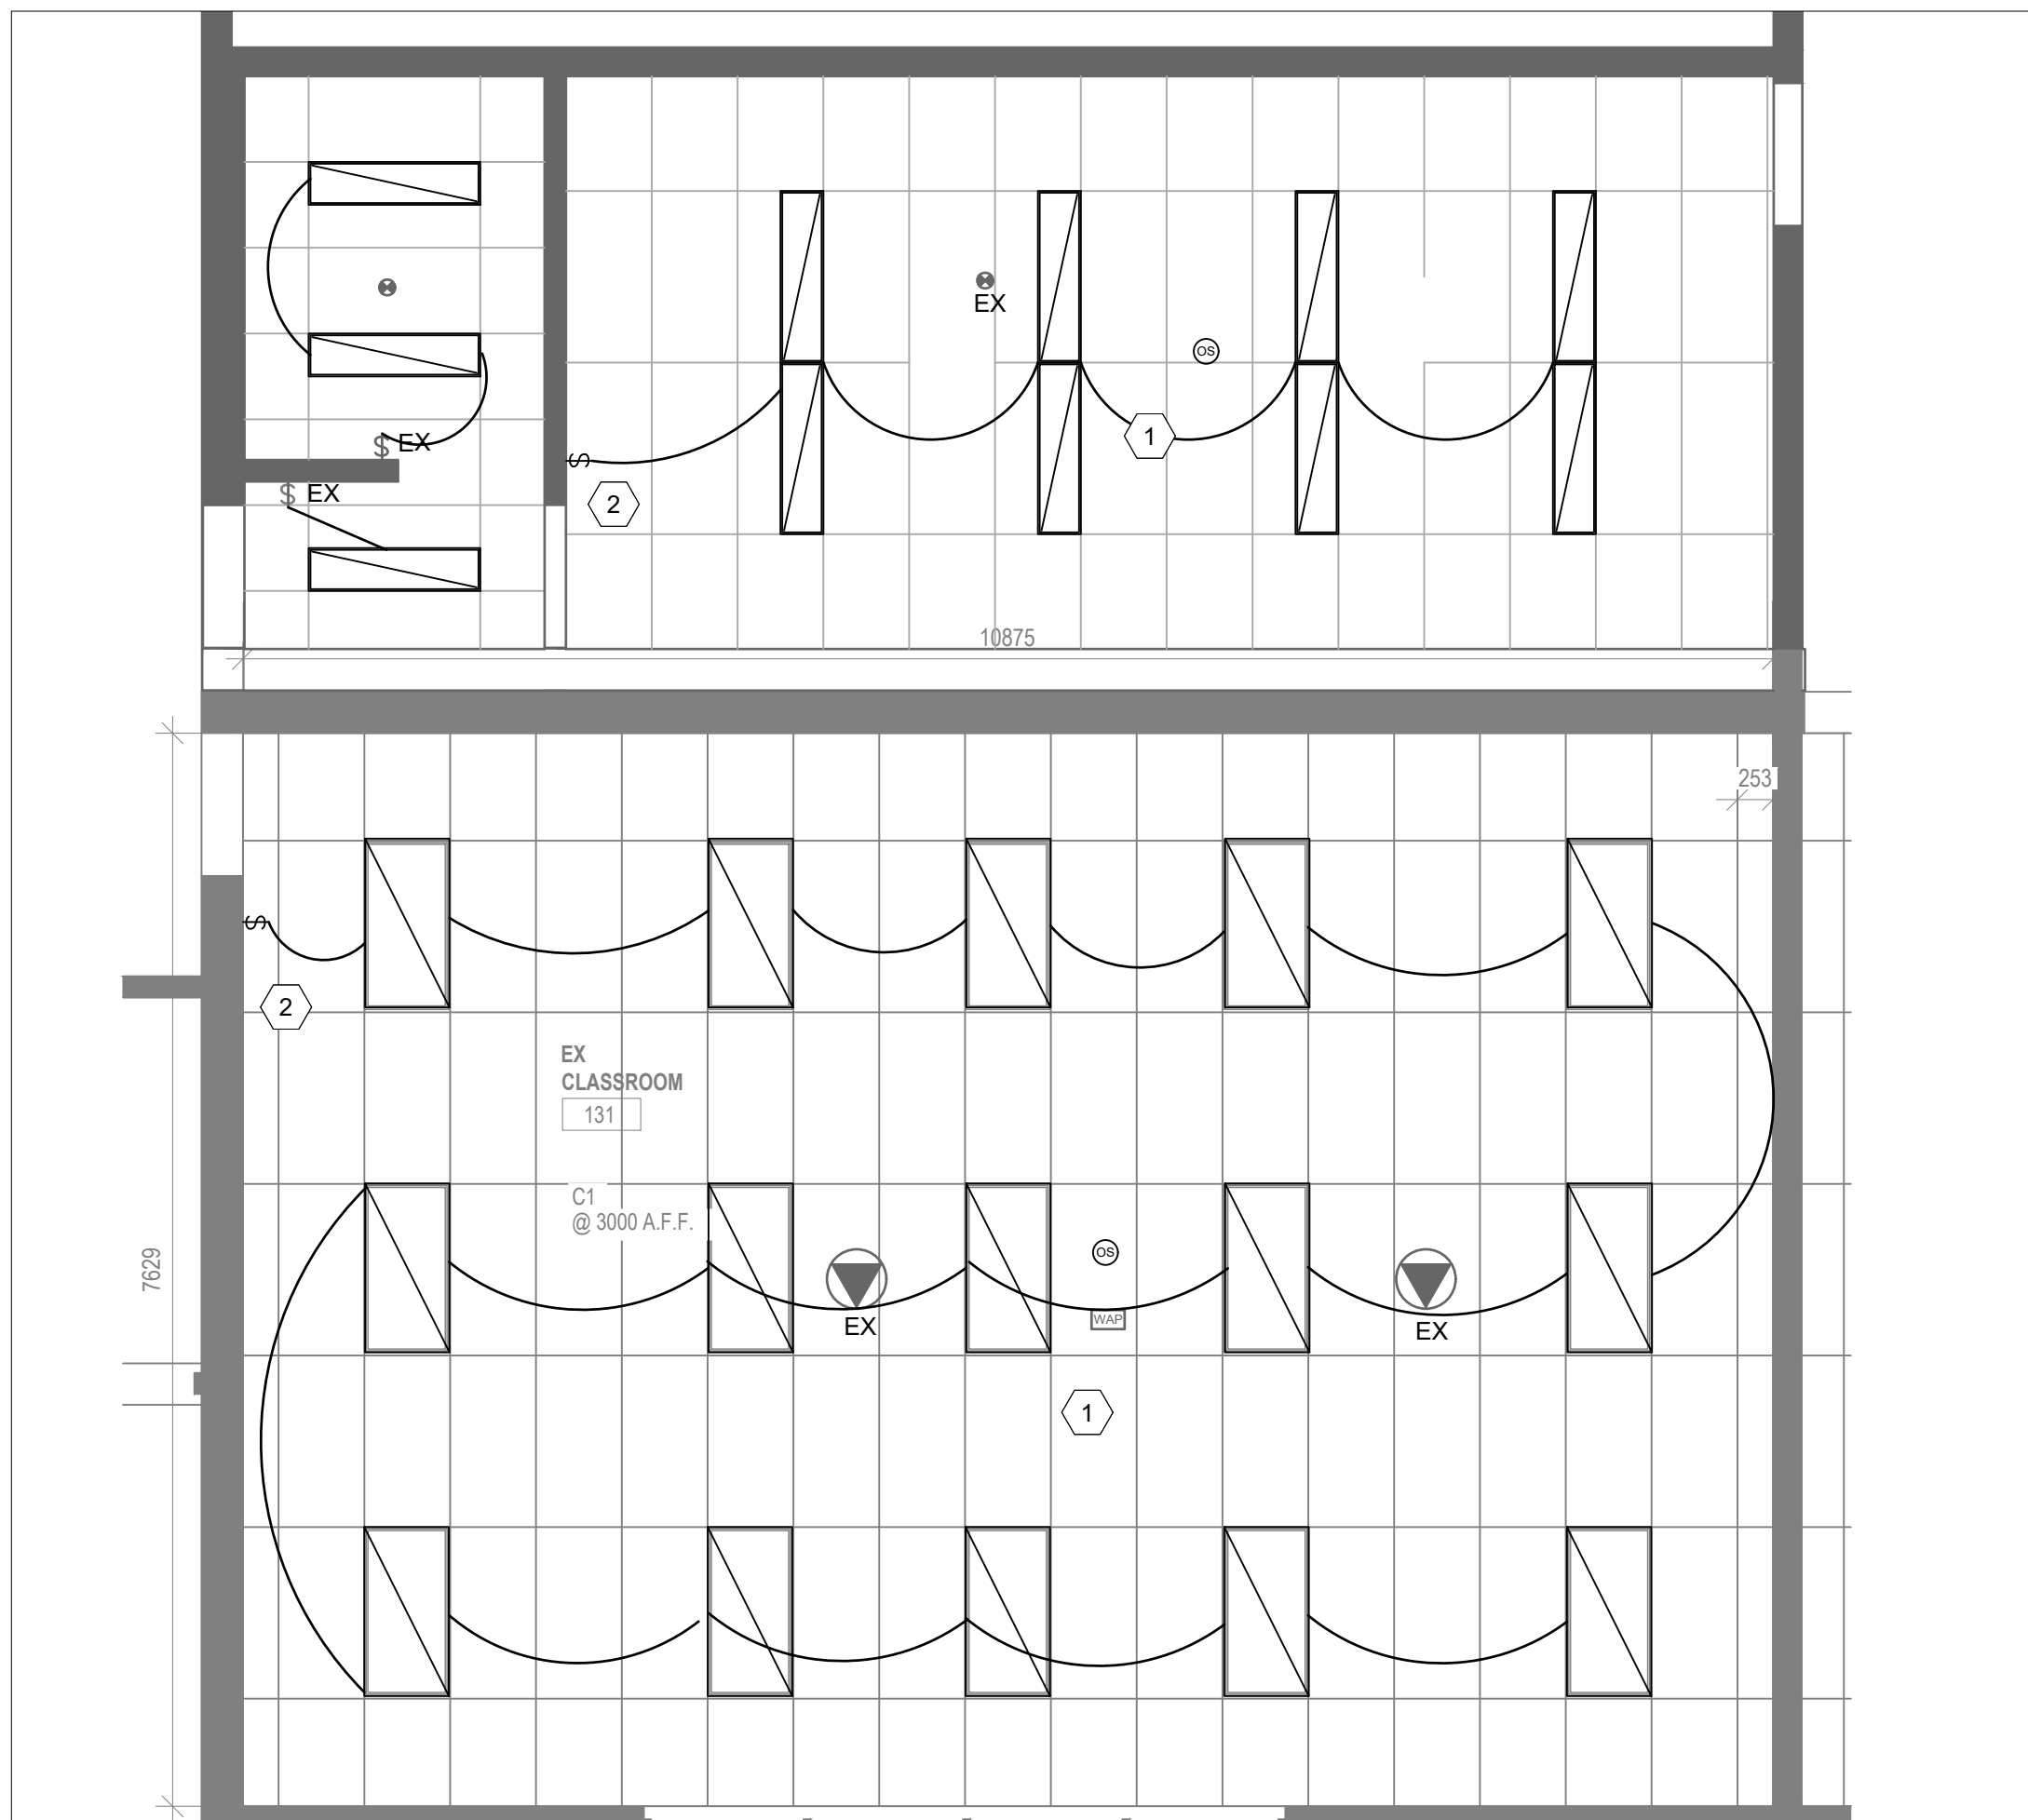 EX
OS
1
$ EX
$
$ EX
2
10875
253
$
2
EX
CLASSROOM
131
C1
@ 3000 A.F.F.
OS
7629
WAP
EX
EX
1